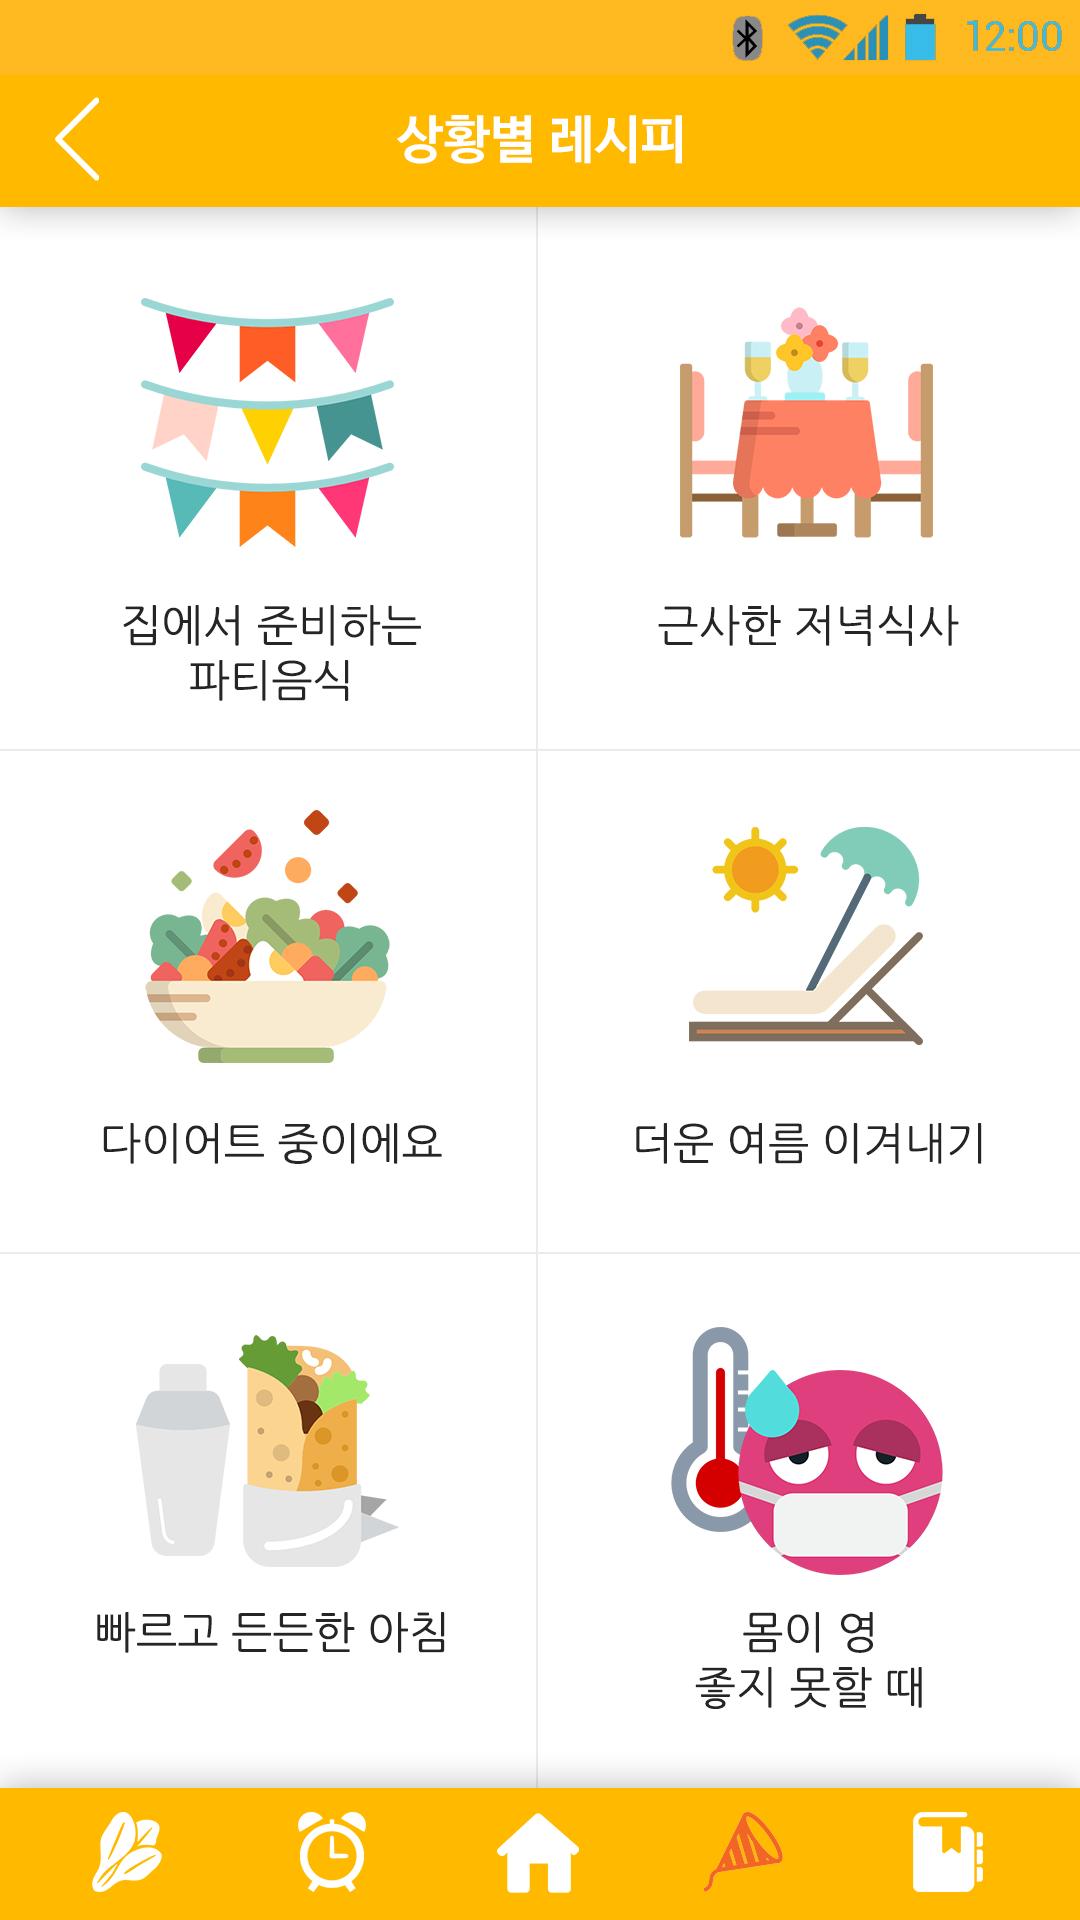 12:00
상황별 레시피
집에서 준비하는
파티음식
근사한 저녁식사
다이어트 중이에요
더운 여름 이겨내기
빠르고 든든한 아침
몸이 영
좋지 못할 때